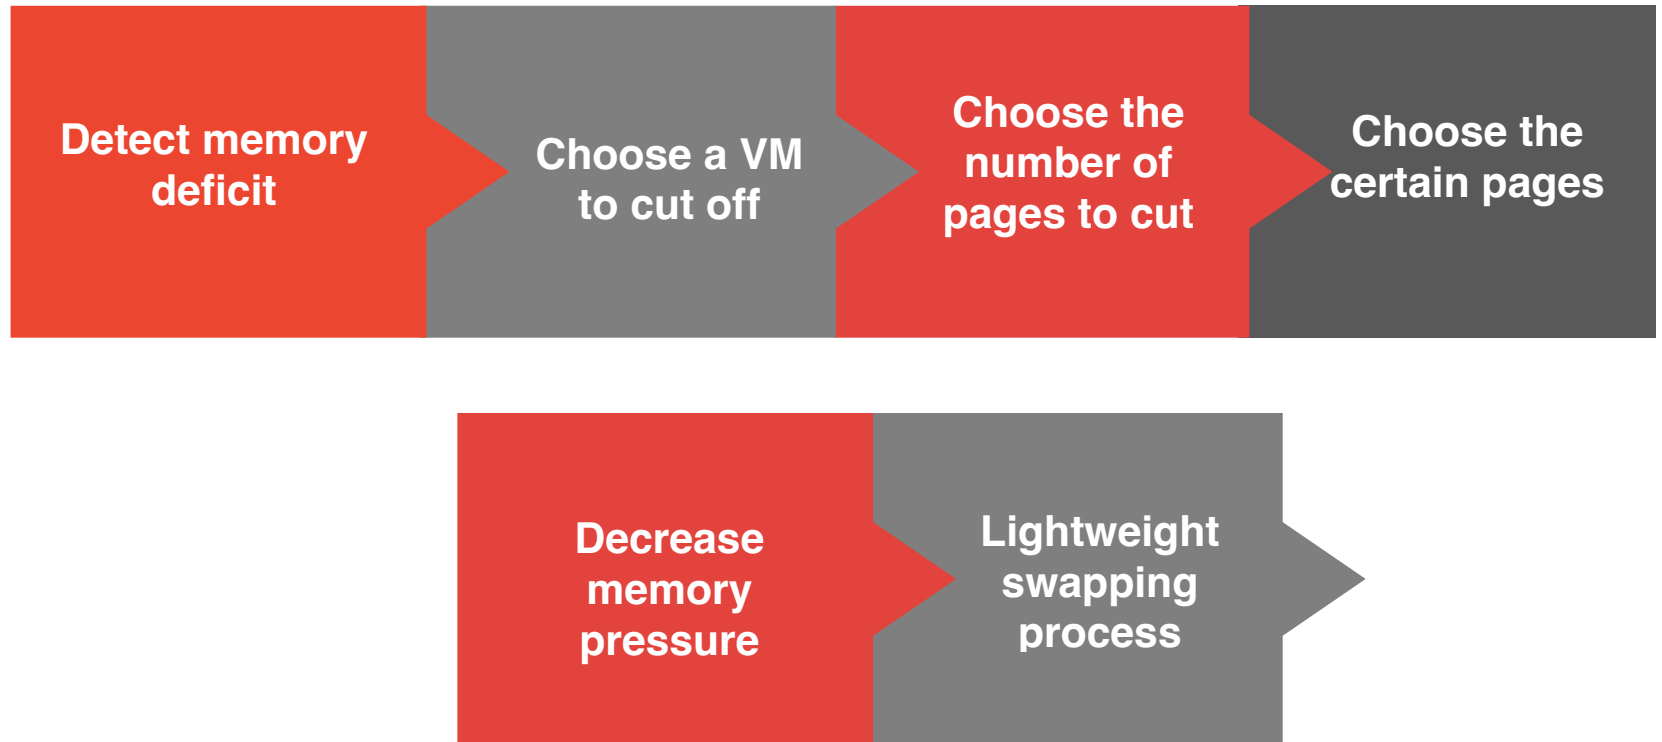 Detect memory
deficit
Choose a VM
to cut off
Choose the
number of
pages to cut
Choose the
certain pages
Decrease
memory
pressure
Lightweight
swapping
process